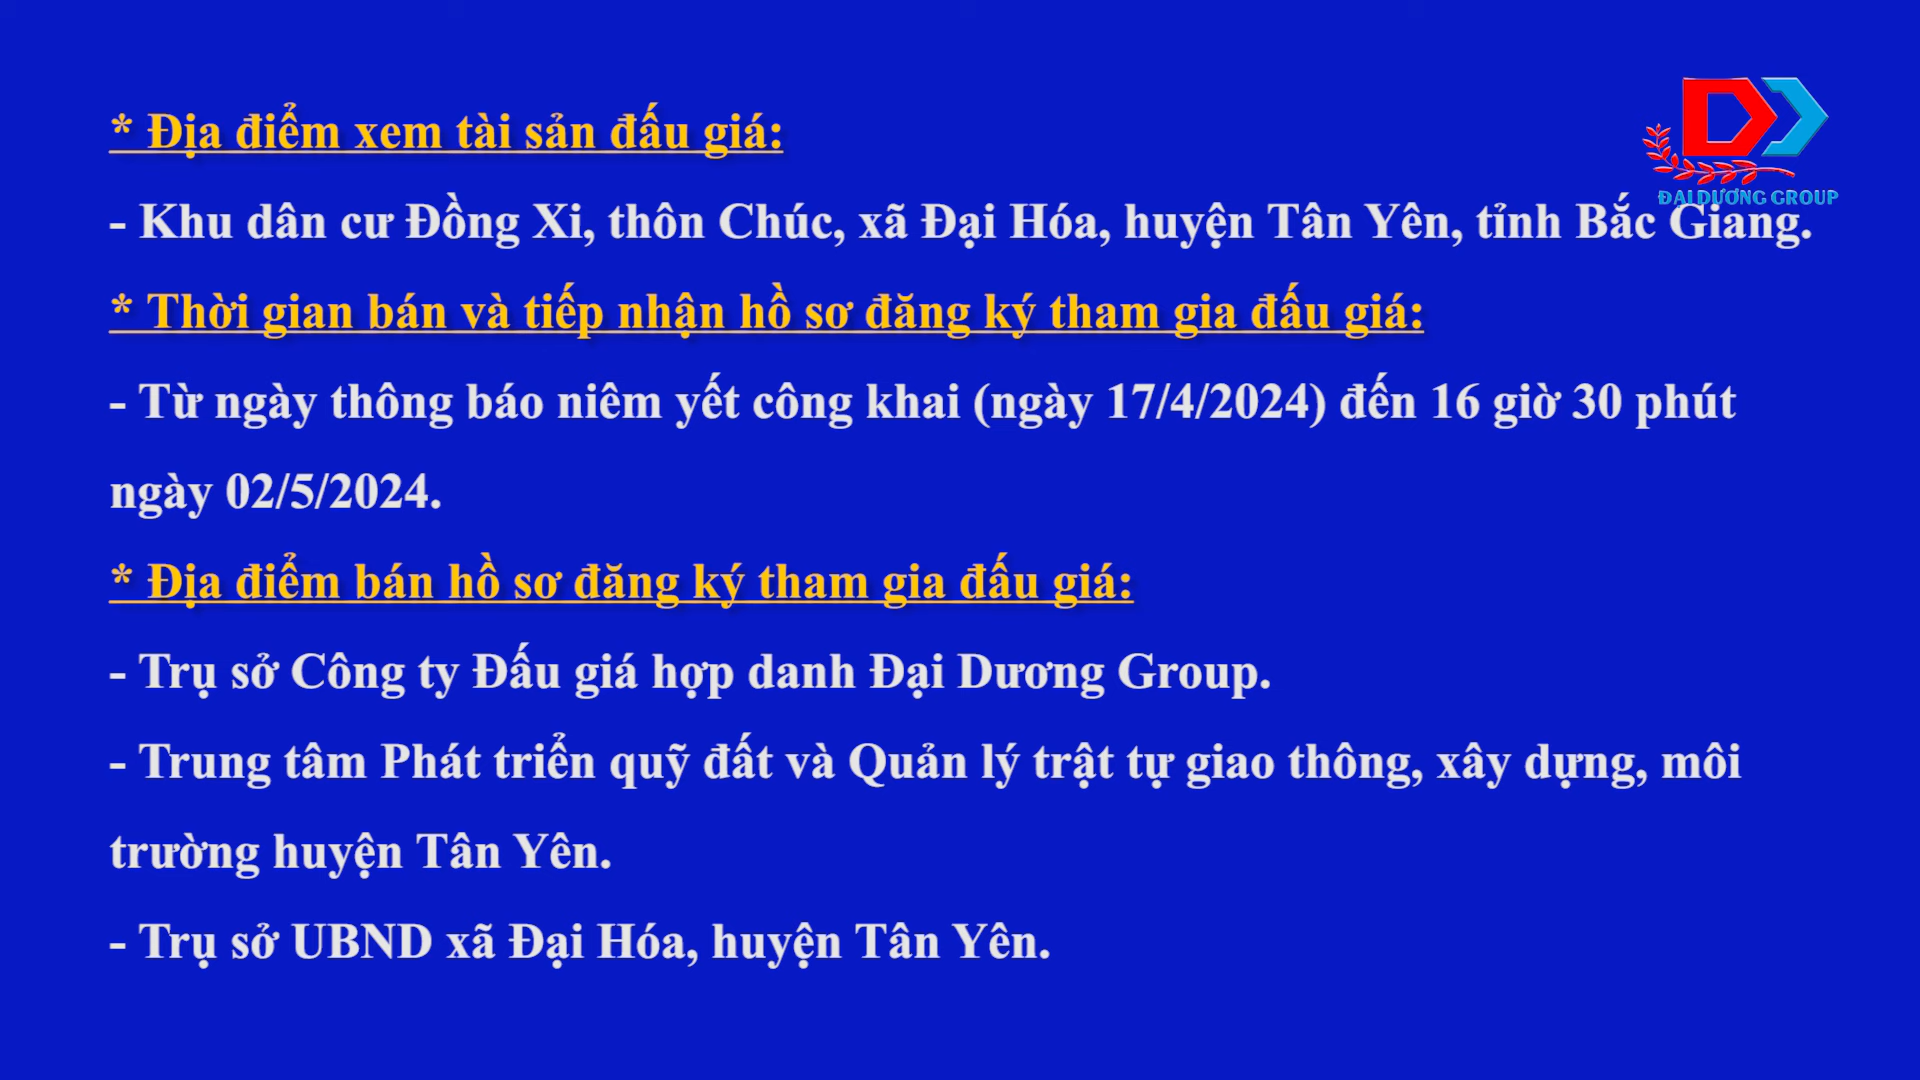 ĐẠI DƯƠNG GROUP
* Địa điểm xem tài sản đấu giá:
- Khu dân cư Đồng Xi, thôn Chúc, xã Đại Hóa, huyện Tân Yên, tỉnh Bắc Giang.
* Thời gian bán và tiếp nhận hồ sơ đăng ký tham gia đấu giá:
- Từ ngày thông báo niêm yết công khai (ngày 17/4/2024) đến 16 giờ 30 phút
ngày 02/5/2024.
* Địa điểm bán hồ sơ đăng ký tham gia đấu giá:
- Trụ sở Công ty Đấu giá hợp danh Đại Dương Group.
- Trung tâm Phát triển quỹ đất và Quản lý trật tự giao thông, xây dựng, môi
trường huyện Tân Yên.
- Trụ sở UBND xã Đại Hóa, huyện Tân Yên.